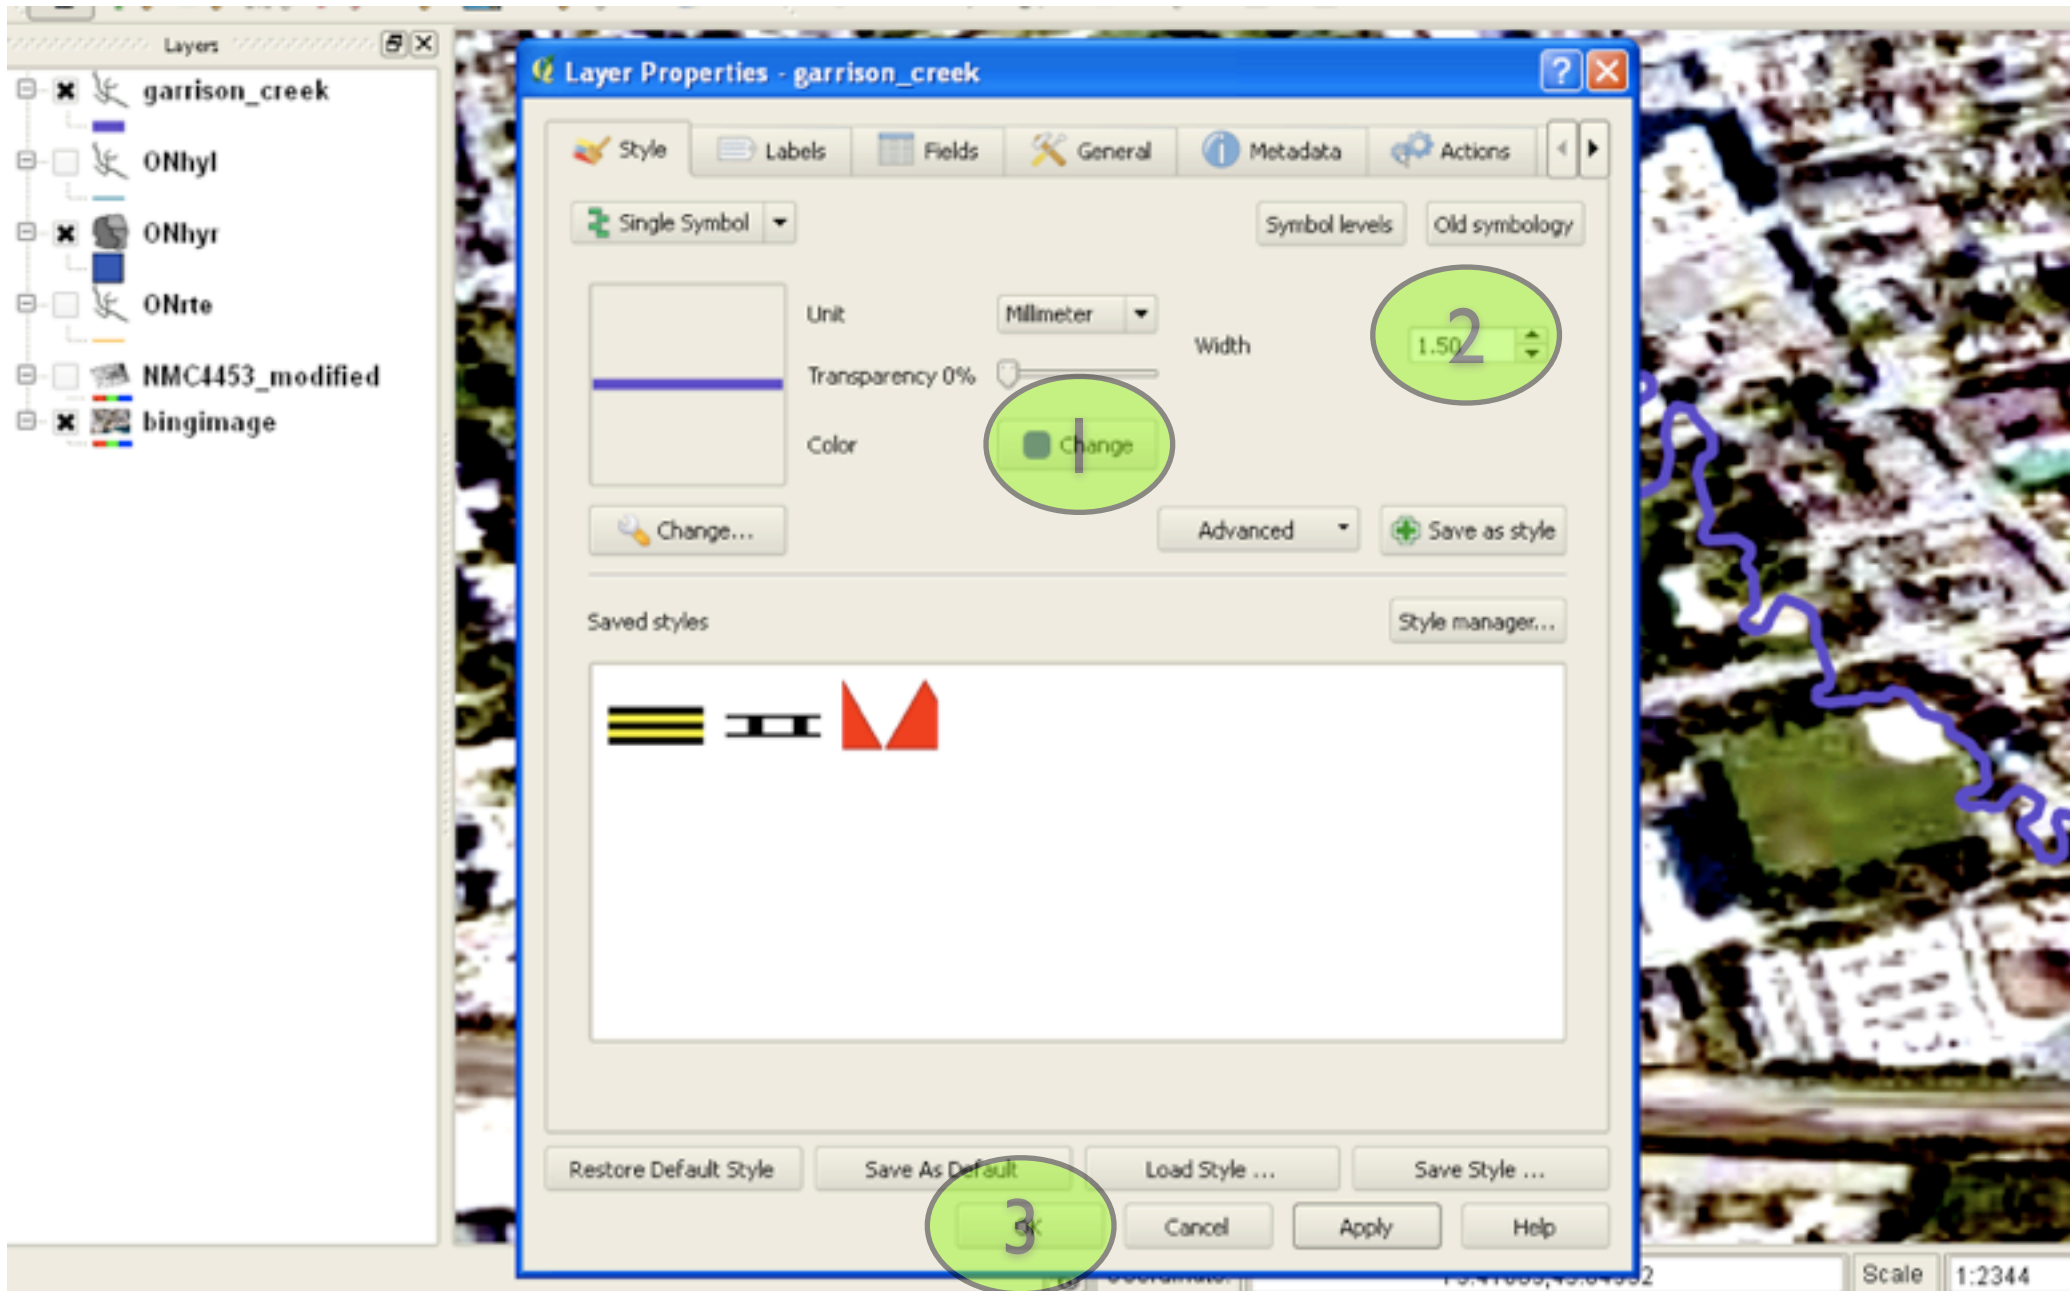 Layers
garrison_creek
ONhyl
ONhyr
ONrte
NMC4453_modified
bingimage
Layer Properties - garrison_creek
Style Labels Fields General Metadata Actions
Single Symbol Symbol levels Old symbology
Unit Millimeter
Width 1.50 2
Transparency 0%
Color Change 1
Change... Advanced Save as style
Saved styles Style manager...
Restore Default Style Save As Default Load Style ... Save Style ...
OK 3 Cancel Apply Help
Scale 1:2344